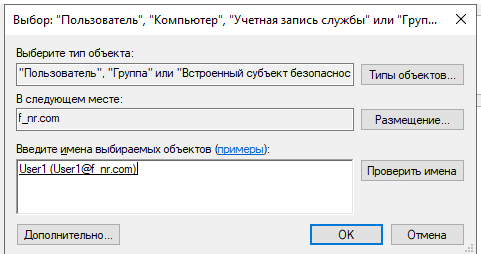 Выбор: "Пользователь", "Компьютер", "Учетная запись службы" или "Груп...
Выберите тип объекта:
"Пользователь", "Группа" или "Встроенный субъект безопаснос
Типы объектов...
В следующем месте:
f_nr.com
Размещение...
Введите имена выбираемых объектов (примеры):
User1 (User1@f_nr.com)
Проверить имена
Дополнительно...
OK
Отмена